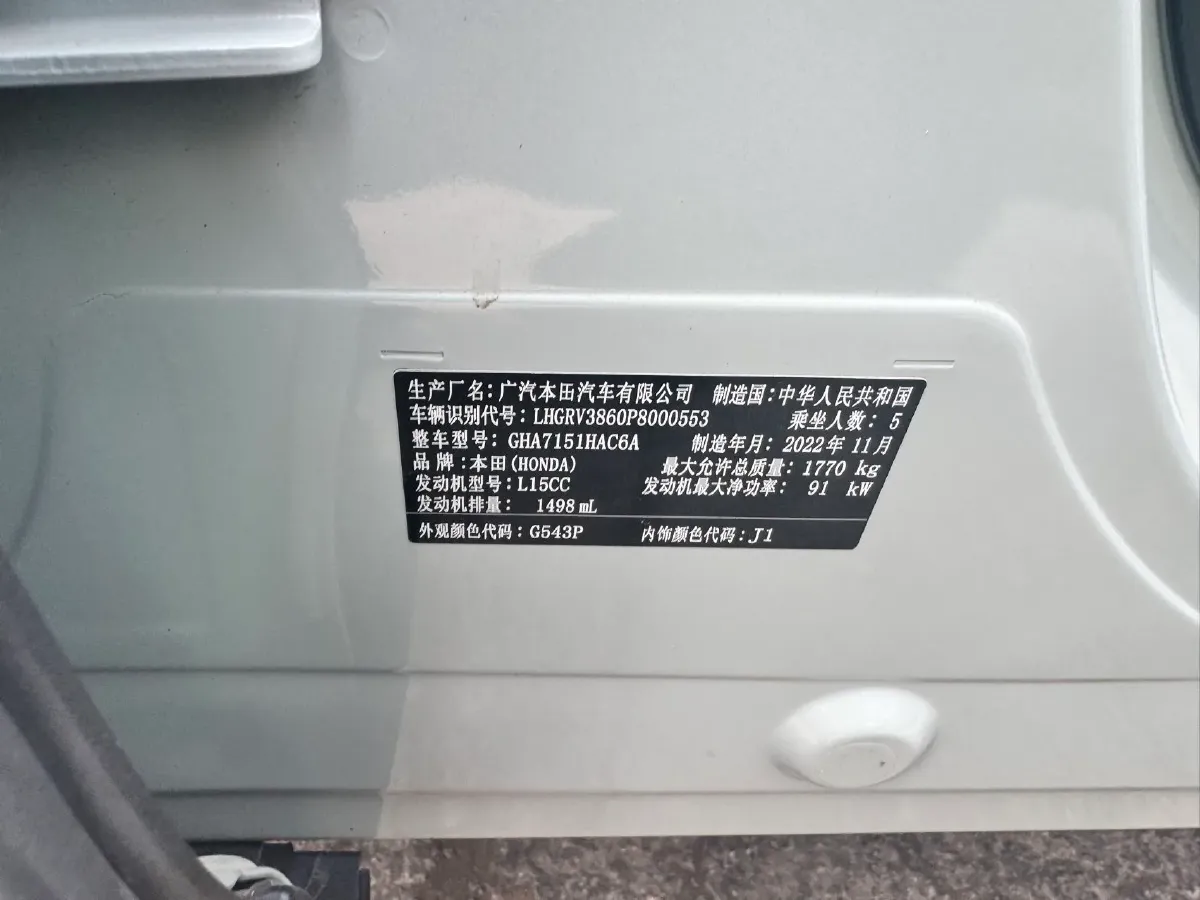 生产厂名：广汽本田汽车有限公司 制造国：中华人民共和国
车辆识别代号：LHGRV3860P8000553 乘坐人数：5
整车型号：GHA7151HAC6A 制造年月：2022年11月
品牌：本田(HONDA) 最大允许总质量：1770 kg
发动机型号：L15CC 发动机最大净功率： 91 kW
发动机排量： 1498 mL
外观颜色代码：G543P 内饰颜色代码：J1